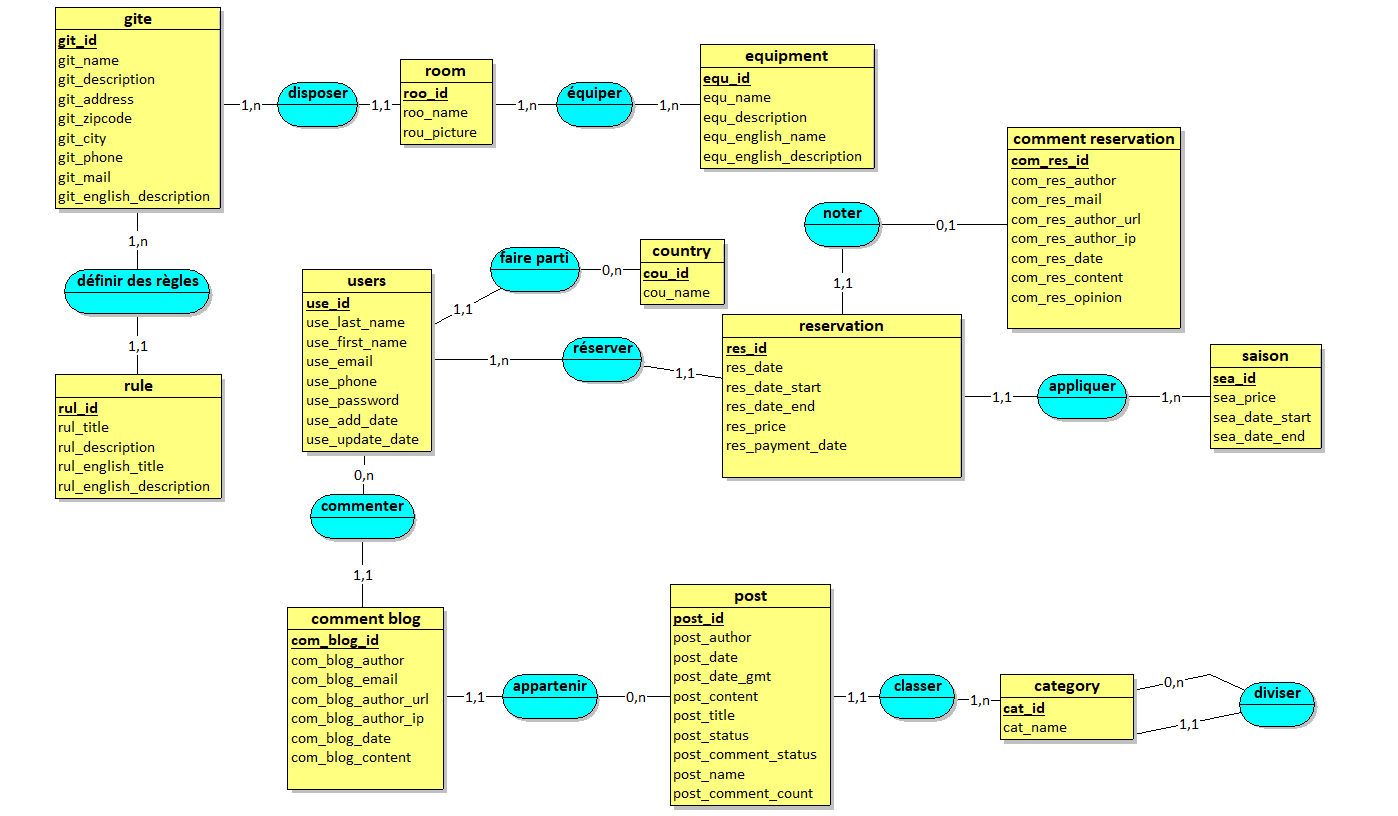 gite
git_id
git_name
git_description
git_address
git_zipcode
git_city
git_phone
git_mail
git_english_description
1,n
disposer
1,1
room
roo_id
roo_name
rou_picture
1,n
équiper
1,n
equipment
equ_id
equ_name
equ_description
equ_english_name
equ_english_description
comment reservation
com_res_id
com_res_author
com_res_mail
com_res_author_url
com_res_author_ip
com_res_date
com_res_content
com_res_opinion
noter
0,1
1,1
1,n
définir des règles
1,1
rule
rul_id
rul_title
rul_description
rul_english_title
rul_english_description
users
use_id
use_last_name
use_first_name
use_email
use_phone
use_password
use_add_date
use_update_date
faire parti
0,n
1,1
country
cou_id
cou_name
1,n
réserver
1,1
reservation
res_id
res_date
res_date_start
res_date_end
res_price
res_payment_date
1,1
appliquer
1,n
saison
sea_id
sea_price
sea_date_start
sea_date_end
0,n
commenter
1,1
comment blog
com_blog_id
com_blog_author
com_blog_email
com_blog_author_url
com_blog_author_ip
com_blog_date
com_blog_content
1,1
appartenir
0,n
post
post_id
post_author
post_date
post_date_gmt
post_content
post_title
post_status
post_comment_status
post_name
post_comment_count
1,1
classer
1,n
category
cat_id
cat_name
0,n
diviser
1,1